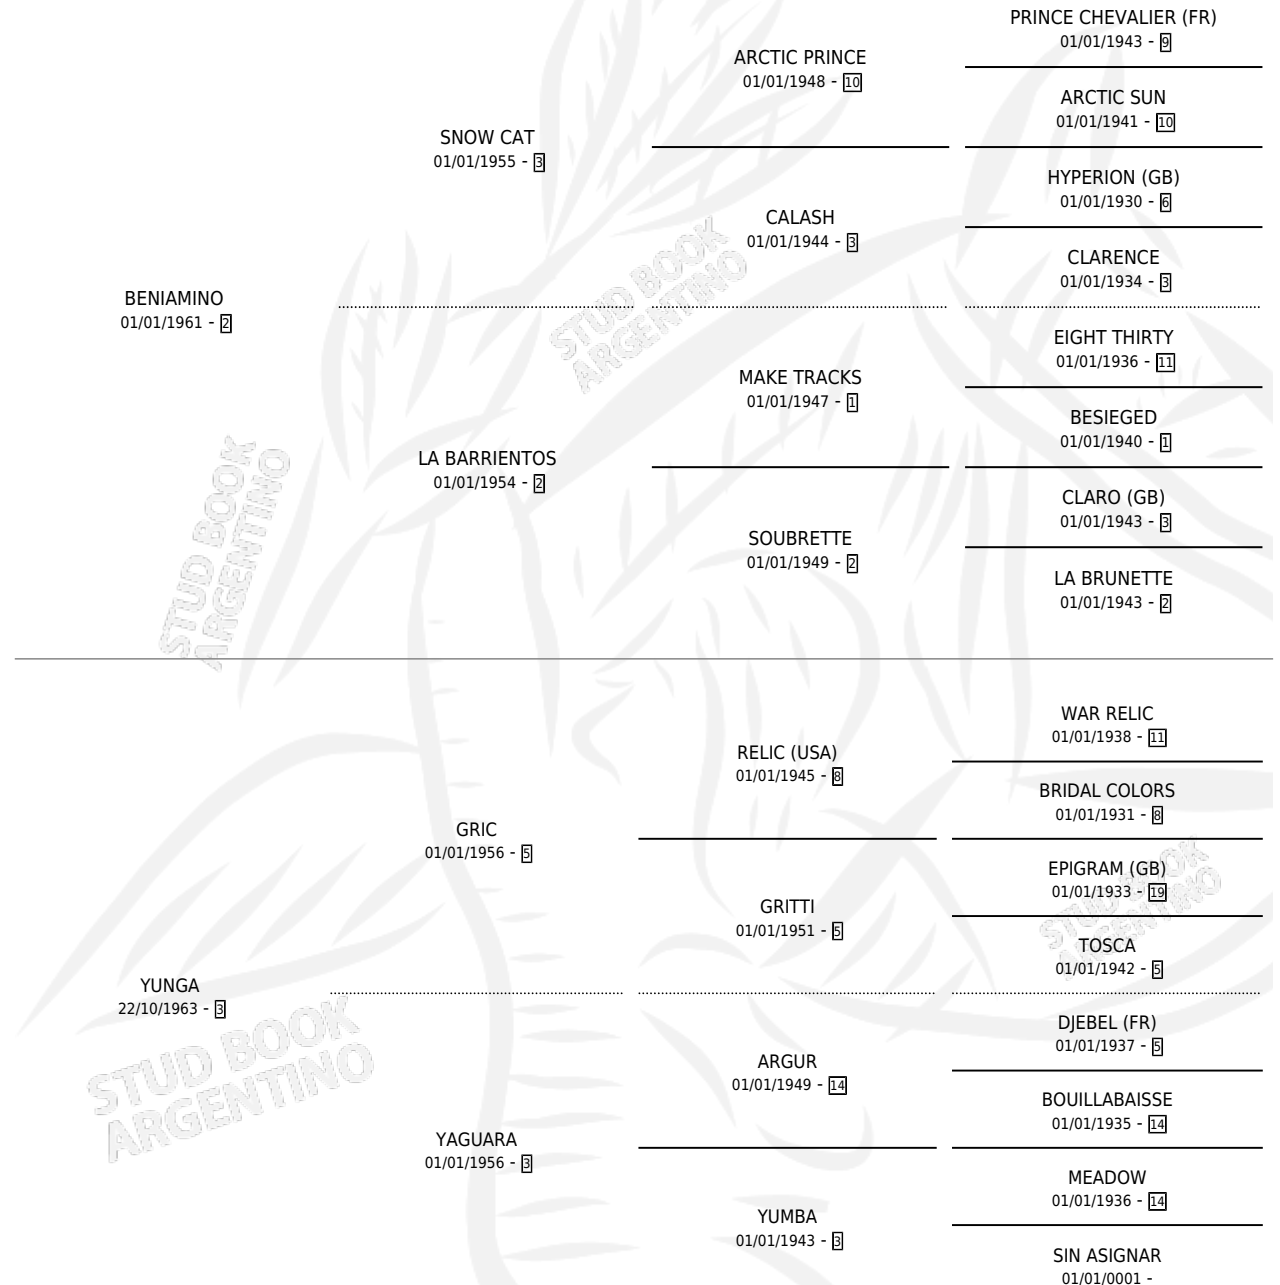 PRINCE CHEVALIER (FR)
01/01/1943 - 9
ARCTIC PRINCE
01/01/1948 - 10
ARCTIC SUN
01/01/1941 - 10
SNOW CAT
01/01/1955 - 3
HYPERION (GB)
01/01/1930 - 6
CALASH
01/01/1944 - 3
CLARENCE
01/01/1934 - 3
BENIAMINO
01/01/1961 - 2
EIGHT THIRTY
01/01/1936 - 11
MAKE TRACKS
01/01/1947 - 1
BESIEGED
01/01/1940 - 1
LA BARRIENTOS
01/01/1954 - 2
CLARO (GB)
01/01/1943 - 3
SOUBRETTE
01/01/1949 - 2
LA BRUNETTE
01/01/1943 - 2
WAR RELIC
01/01/1938 - 11
RELIC (USA)
01/01/1945 - 8
BRIDAL COLORS
01/01/1931 - 8
GRIC
01/01/1956 - 5
EPIGRAM (GB)
01/01/1933 - 19
GRITTI
01/01/1951 - 5
TOSCA
01/01/1942 - 5
YUNGA
22/10/1963 - 3
DJEBEL (FR)
01/01/1937 - 5
ARGUR
01/01/1949 - 14
BOUILLABAISSE
01/01/1935 - 14
YAGUARA
01/01/1956 - 3
MEADOW
01/01/1936 - 14
YUMBA
01/01/1943 - 3
SIN ASIGNAR
01/01/0001 -
STUD BOOK
ARGENTINO
STUD BOOK
ARGENTINO
STUD BOOK
ARGENTINO
STUD BOOK
ARGENTINO